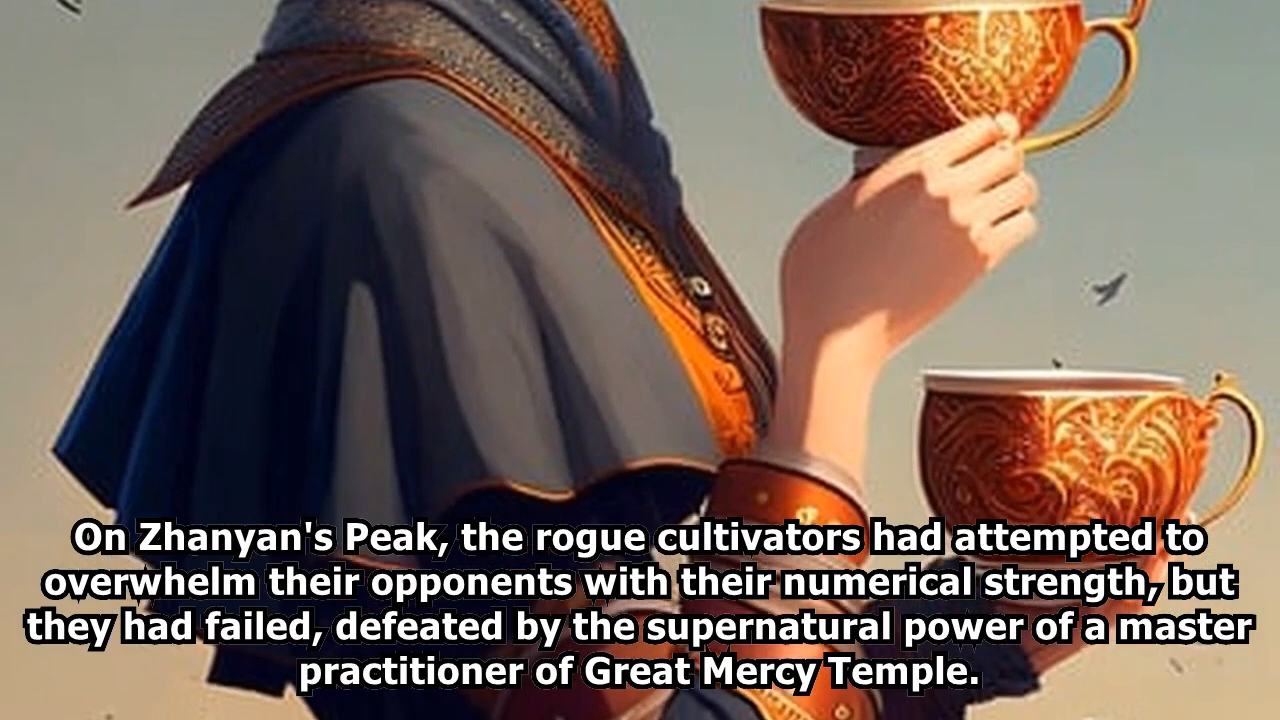 On Zhanyan's Peak, the rogue cultivators had attempted to
overwhelm their opponents with their numerical strength, but
they had failed, defeated by the supernatural power of a master
practitioner of Great Mercy Temple.